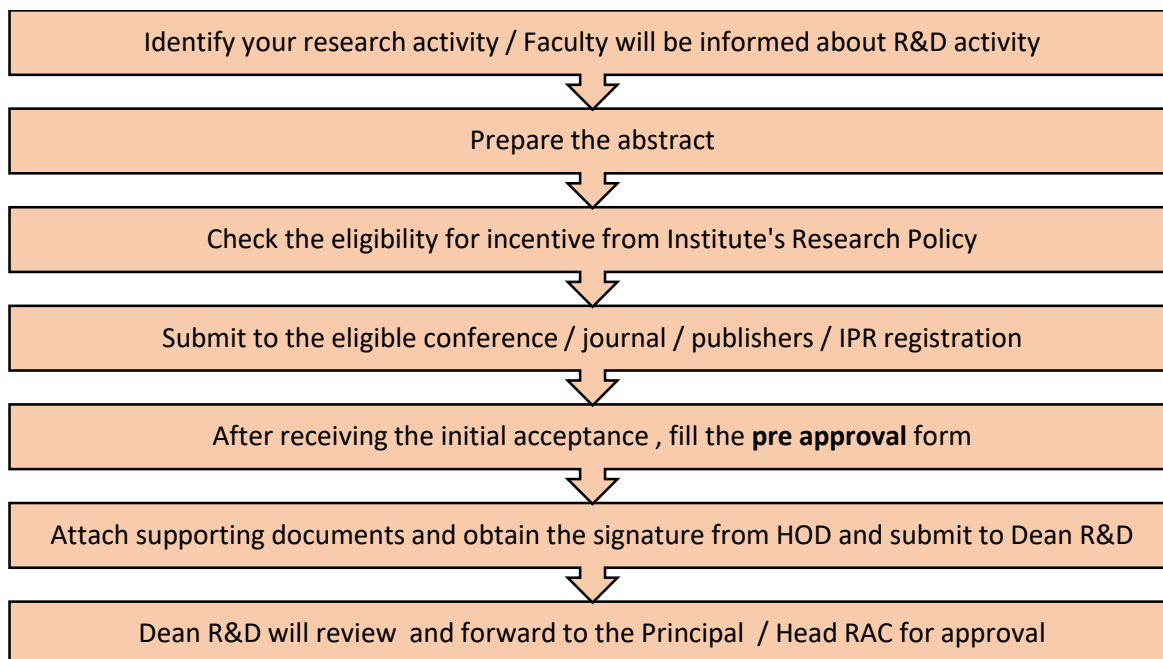 Identify your research activity / Faculty will be informed about R&D activity
Prepare the abstract
Check the eligibility for incentive from Institute's Research Policy
Submit to the eligible conference / journal / publishers / IPR registration
After receiving the initial acceptance , fill the pre approval form
Attach supporting documents and obtain the signature from HOD and submit to Dean R&D
Dean R&D will review  and forward to the Principal  / Head RAC for approval